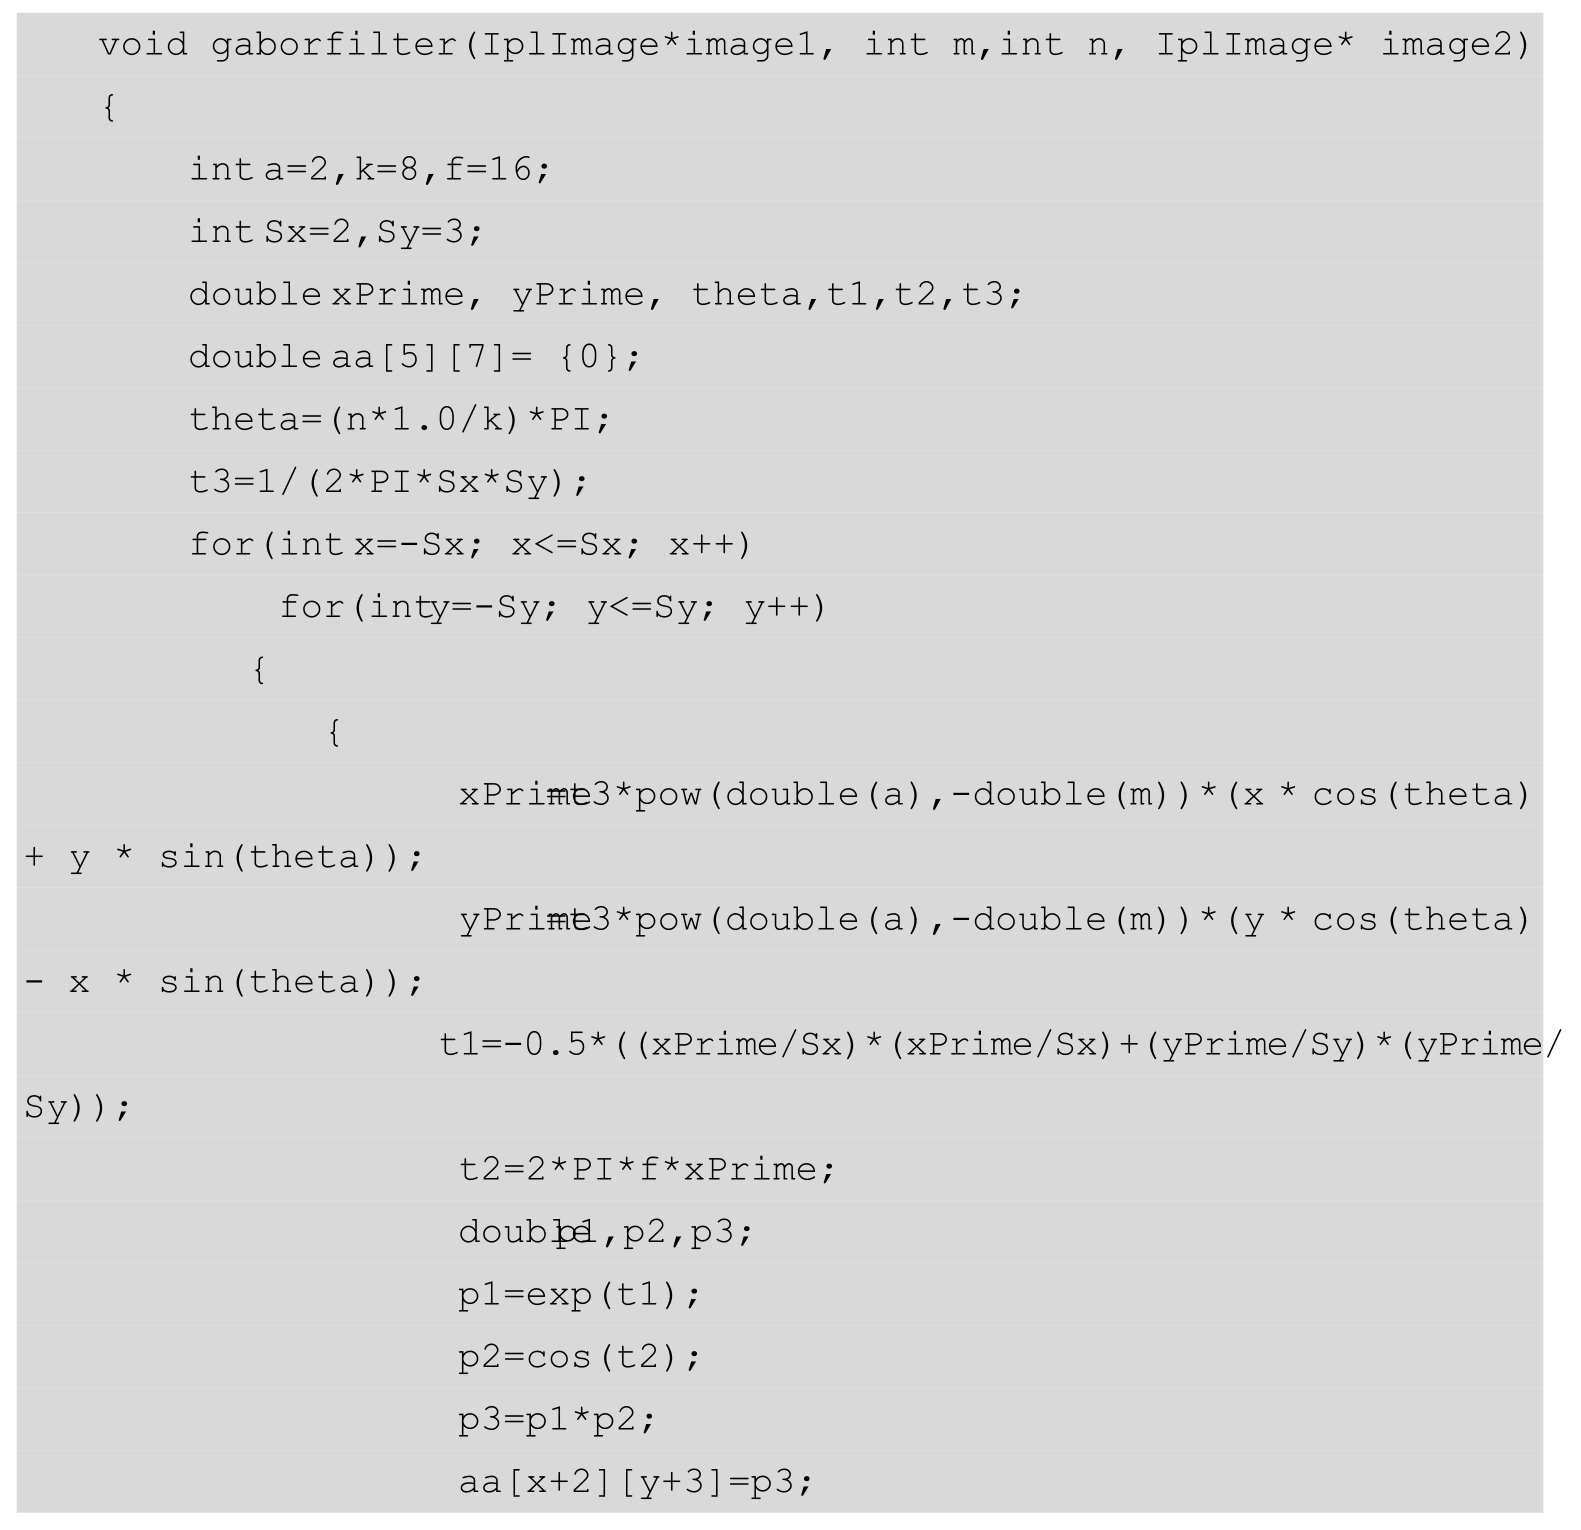 void gaborfilter(IplImage*image1, int m,int n, IplImage* image2)
{
int a=2,k=8,f=16;
int Sx=2,Sy=3;
double xPrime, yPrime, theta,t1,t2,t3;
double aa[5][7]= {0};
theta=(n*1.0/k)*PI;
t3=1/(2*PI*Sx*Sy);
for(int x=-Sx; x<=Sx; x++)
for(inty=-Sy; y<=Sy; y++)
{
{
xPrime=t3*pow(double(a),-double(m))*(x * cos(theta)
+ y * sin(theta));
yPrime=t3*pow(double(a),-double(m))*(y * cos(theta)
- x * sin(theta));
t1=-0.5*((xPrime/Sx)*(xPrime/Sx)+(yPrime/Sy)*(yPrime/
Sy));
t2=2*PI*f*xPrime;
double p1,p2,p3;
p1=exp(t1);
p2=cos(t2);
p3=p1*p2;
aa[x+2][y+3]=p3;